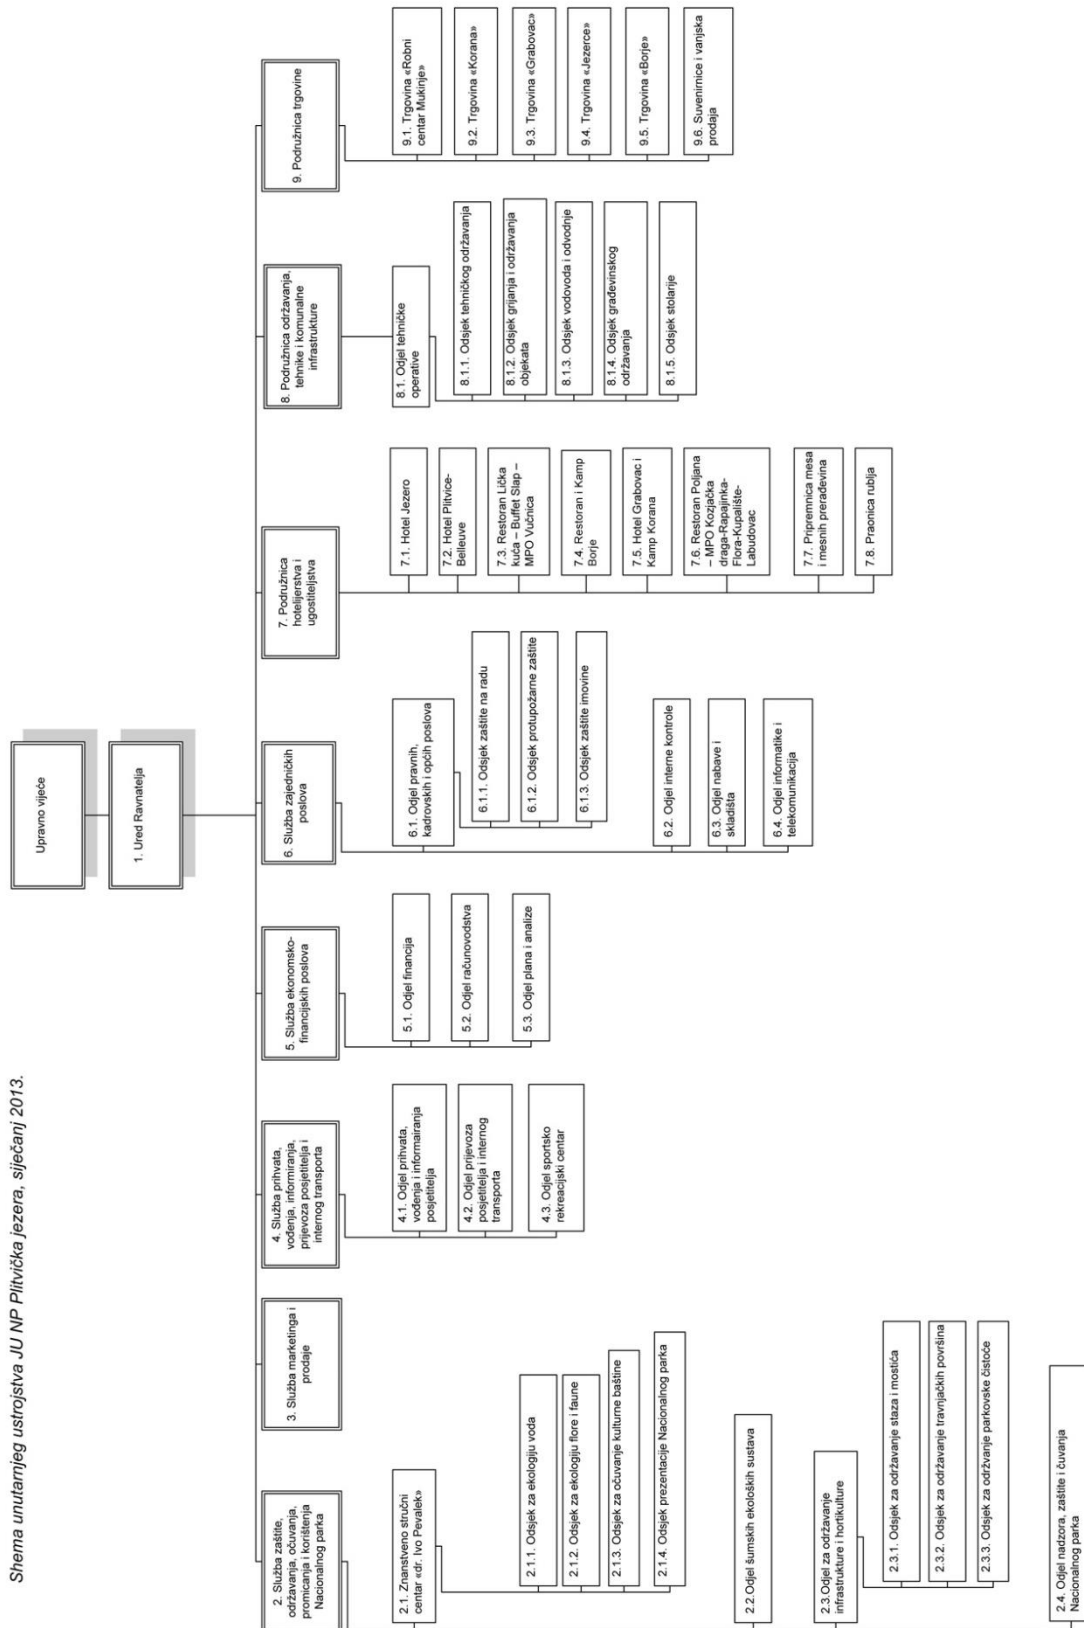 Shema unutarnjeg ustrojstva JU NP Plitvička jezera, siječanj 2013.
Upravno vijeće
1. Ured Ravnatelja
2. Služba zaštite,
održavanja, očuvanja,
promicanja i korištenja
Nacionalnog parka
2.1. Znanstveno stručni
centar «dr. Ivo Pevalek»
2.1.1. Odsjek za ekologiju voda
2.1.2. Odsjek za ekologiju flore i faune
2.1.3. Odsjek za očuvanje kulturne baštine
2.1.4. Odsjek prezentacije Nacionalnog parka
2.2.Odjel šumskih ekoloških sustava
2.3.Odjel za održavanje
infrastrukture i hortikulture
2.3.1. Odsjek za održavanje staza i mostića
2.3.2. Odsjek za održavanje travnjačkih površina
2.3.3. Odsjek za održvanje parkovske čistoće
2.4. Odjel nadzora, zaštite i čuvanja
Nacionalnog parka
3. Služba marketinga i
prodaje
4. Služba prihvata,
vođenja, informiranja,
prijevoza posjetitelja i
internog transporta
4.1. Odjel prihvata,
vođenja i informairanja
posjetitelja
4.2. Odjel prijevoza
posjetitelja i internog
transporta
4.3. Odjel sportsko
rekreacijski centar
5. Služba ekonomsko-
financijskih poslova
5.1. Odjel financija
5.2. Odjel računovodstva
5.3. Odjel plana i analize
6. Služba zajedničkih
poslova
6.1. Odjel pravnih,
kadrovskih i općih poslova
6.1.1. Odsjek zaštite na radu
6.1.2. Odsjek protupožarne zaštite
6.1.3. Odsjek zaštite imovine
6.2. Odjel interne kontrole
6.3. Odjel nabave i
skladišta
6.4. Odjel informatike i
telekomunikacija
7. Podružnica
hotelijerstva i
ugostiteljstva
7.1. Hotel Jezero
7.2. Hotel Plitvice-
Belleuve
7.3. Restoran Lička
kuća – Buffet Slap –
MPO Vučnica
7.4. Restoran i Kamp
Borje
7.5. Hotel Grabovac i
Kamp Korana
7.6. Restoran Poljana
– MPO Kozjačka
draga-Rapajinka-
Flora-Kupalište-
Labudovac
7.7. Pripremnica mesa
i mesnih prerađevina
7.8. Praonica rublja
8. Podružnica održavanja,
tehnike i komunalne
infrastrukture
8.1. Odjel tehničke
operative
8.1.1. Odsjek tehničkog održavanja
8.1.2. Odsjek grijanja i održavanja
objekata
8.1.3. Odsjek vodovoda i odvodnje
8.1.4. Odsjek građevinskog
održavanja
8.1.5. Odsjek stolarije
9. Podružnica trgovine
9.1. Trgovina «Robni
centar Mukinje»
9.2. Trgovina «Korana»
9.3. Trgovina «Grabovac»
9.4. Trgovina «Jezerce»
9.5. Trgovina «Borje»
9.6. Suvenirnice i vanjska
prodaja